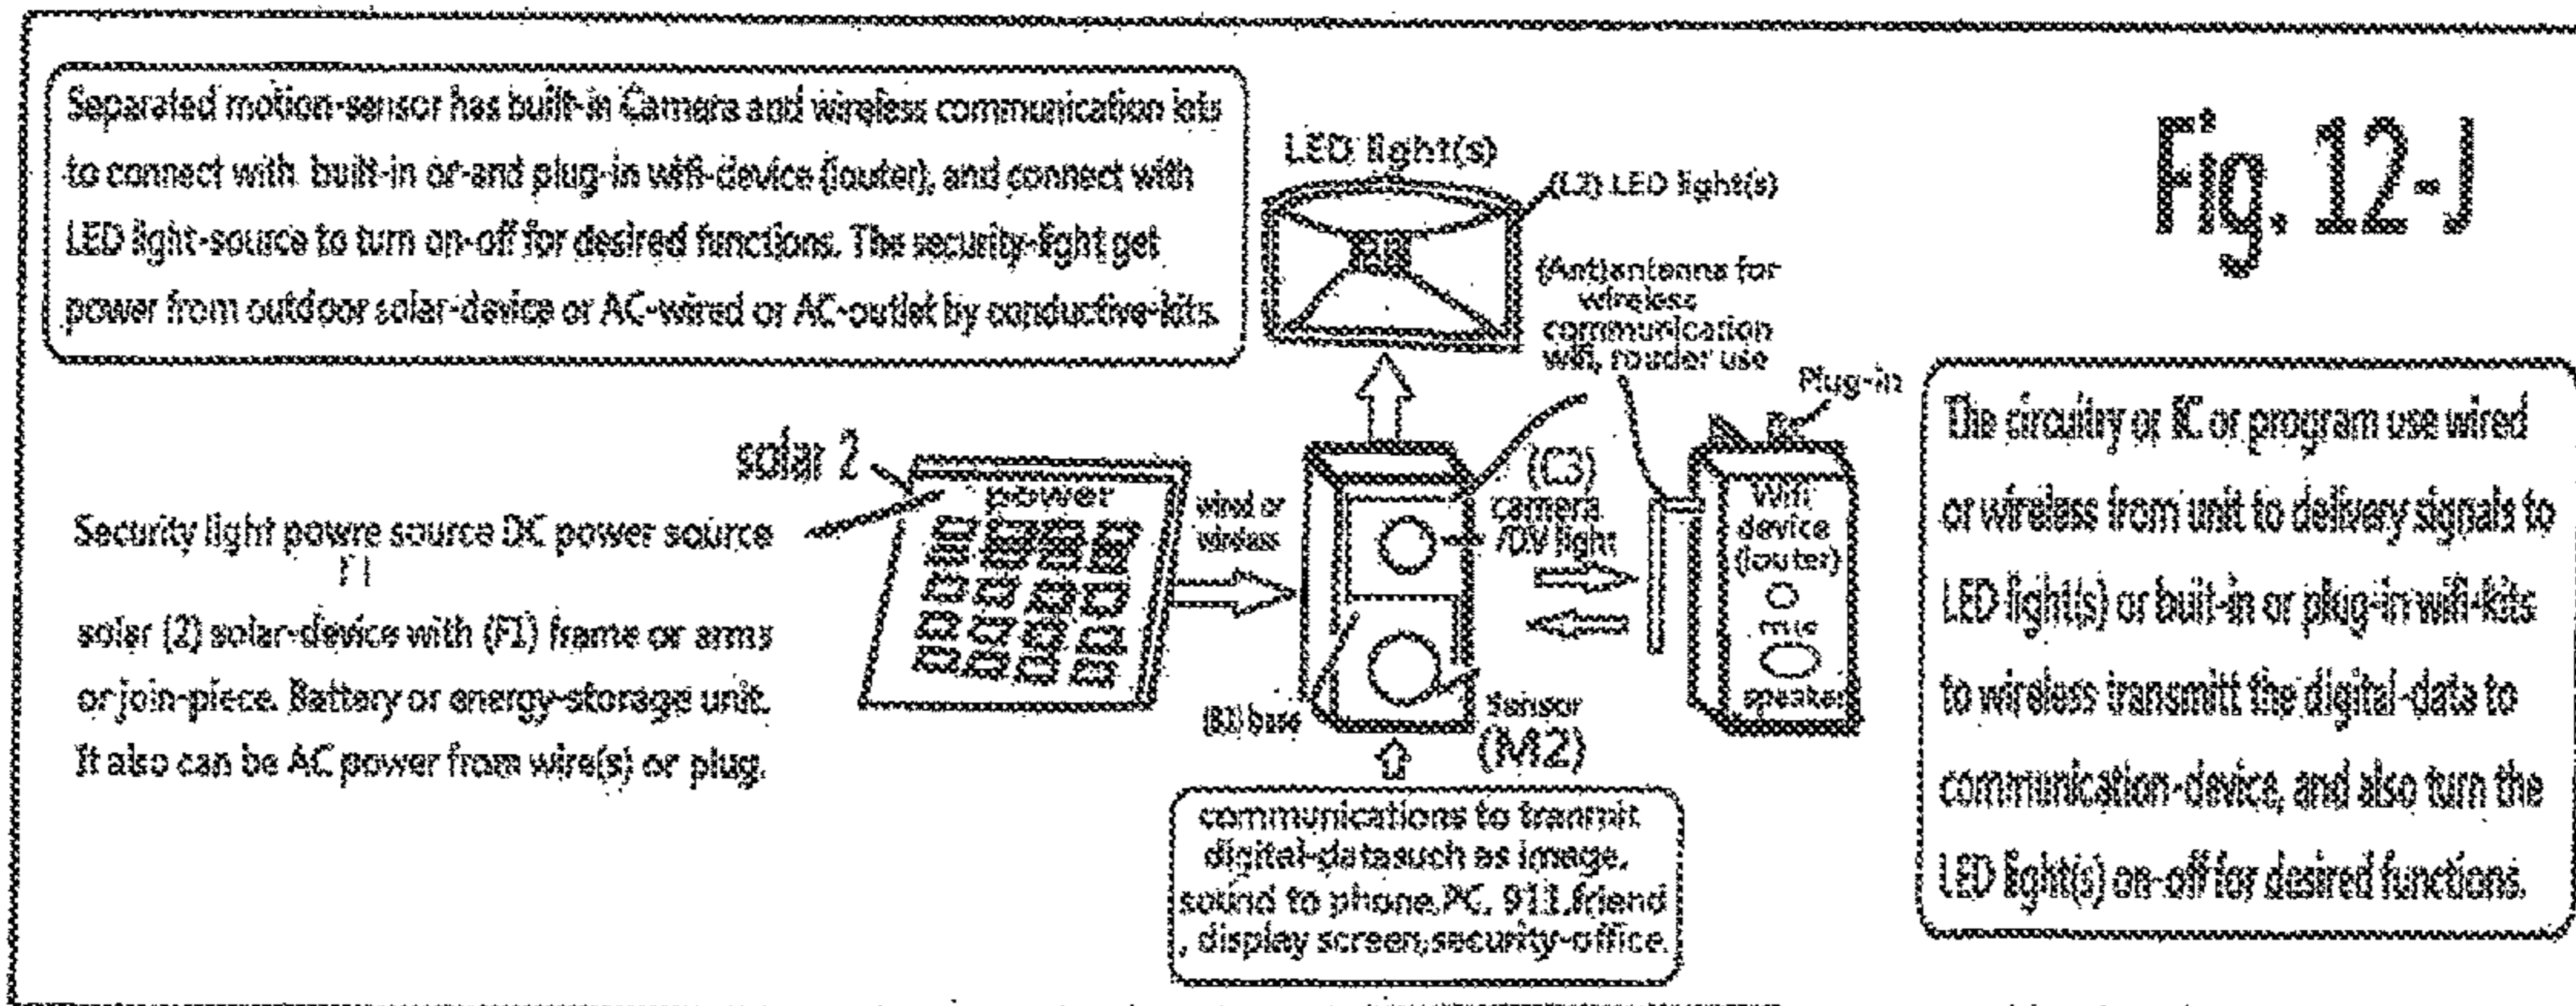 Fig. 12-J
Separated motion-sensor has built-in Camera and wireless communication kits
to connect with built-in or-and plug-in wifi-device (louter), and connect with
LED light-source to turn on-off for desired functions. The security-light get
power from outdoor solar-device or AC-wired or AC-outlet by conductive-kits.
LED light(s)
(L2) LED light(s)
(Ant)antenna for
wireless
communication
wifi, rouder use
Plug-in
solar 2
power
Security light powre source DC power source
F1
solar (2) solar-device with (F1) frame or arms
or join-piece. Battery or energy-storage unit.
It also can be AC power from wire(s) or plug.
wired or
wireless
(C3)
camera
/DV light
(B1) base
Sensor
(M2)
Wifi
device
(louter)
speater
communications to tranmit
digital-datasuch as image,
sound to phone,PC, 911,friend
, display screen,security-office.
The circuitry or IC or program use wired
or wireless from unit to delivery signals to
LED light(s) or built-in or plug-in wifi-kits
to wireless transmitt the digital-data to
communication-device, and also turn the
LED light(s) on-off for desired functions.